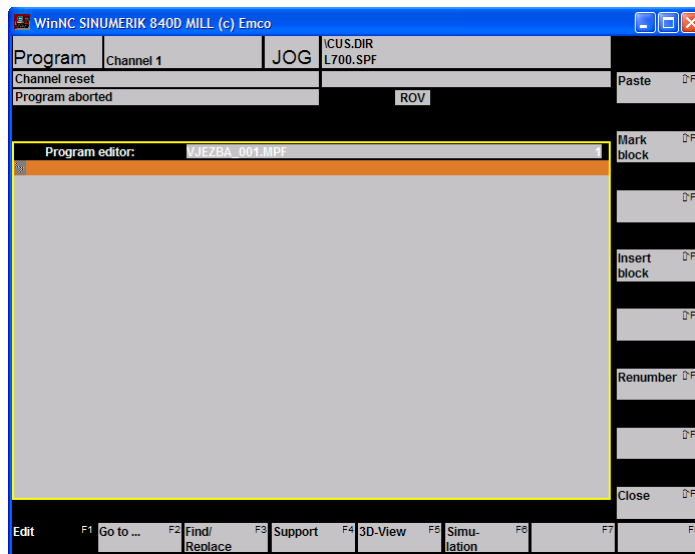 WinNC SINUMERIK 840D MILL (c) Emco
Program
Channel 1
JOG
\CUS.DIR
L700.SPF
Channel reset
Program aborted
ROV
Program editor: VJEZBA_001.MPF 1
Paste
Mark
block
Insert
block
Renumber
Close
Edit F1
Go to ... F2
Find/ F3
Replace
Support F4
3D-View F5
Simu- F6
lation
F7